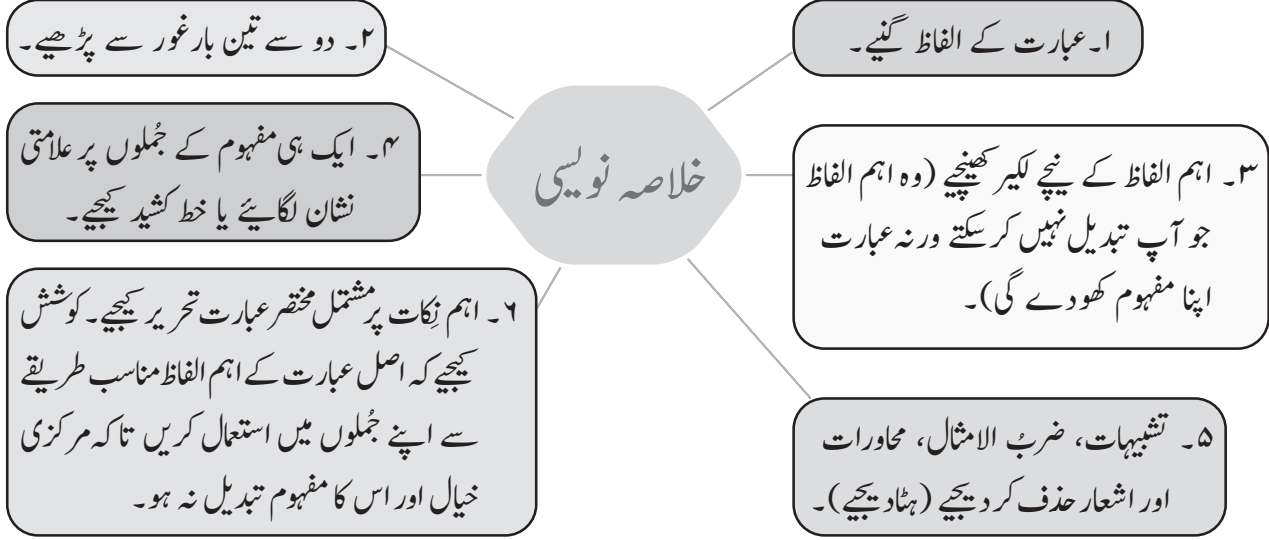 خلاصہ نویسی
۱۔ عبارت کے الفاظ گنیے۔
۲۔ دو سے تین بار غور سے پڑھیے۔
۳۔ اہم الفاظ کے نیچے لکیر کھینچیے (وہ اہم الفاظ
جو آپ تبدیل نہیں کر سکتے ورنہ عبارت
اپنا مفہوم کھو دے گی)۔
۴۔ ایک ہی مفہوم کے جُملوں پر علامتی
نشان لگایئے یا خط کشید کیجیے۔
۵۔ تشبیہات، ضربُ الامثال، محاورات
اور اشعار حذف کر دیجیے (ہٹا دیجیے)۔
۶۔ اہم نِکات پر مشتمل مختصر عبارت تحریر کیجیے۔ کوشش
کیجیے کہ اصل عبارت کے اہم الفاظ مناسب طریقے
سے اپنے جُملوں میں استعمال کریں تا کہ مرکزی
خیال اور اس کا مفہوم تبدیل نہ ہو۔